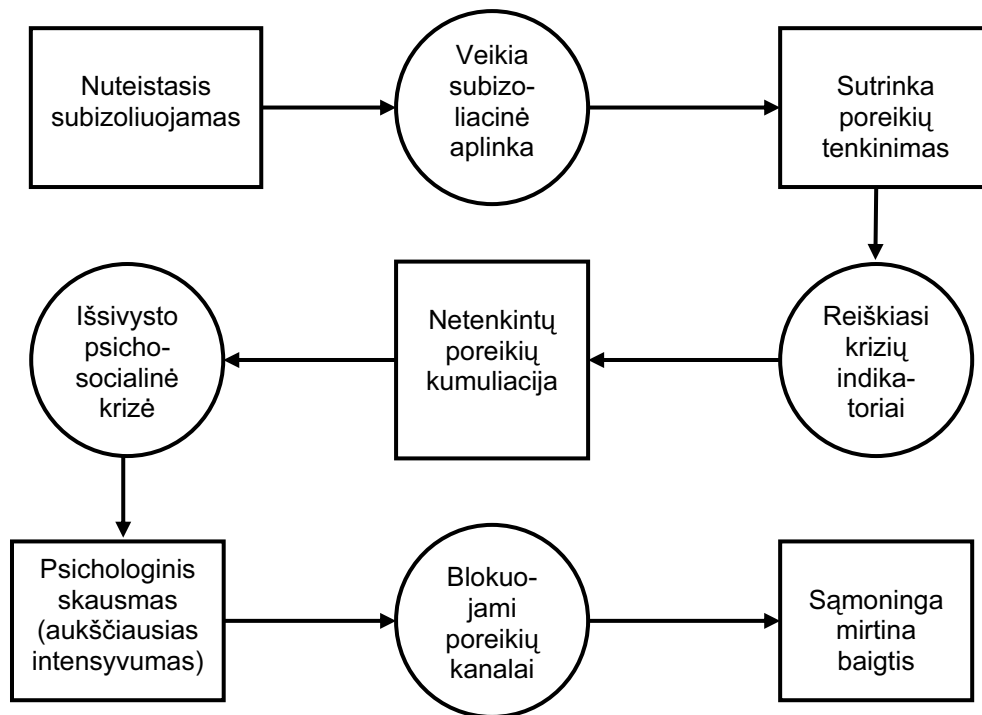 Nuteistasis
subizoliuojamas
Veikia
subizo-
liacinė
aplinka
Sutrinka
poreikių
tenkinimas
Reiškiasi
krizių
indika-
toriai
Netenkintų
poreikių
kumuliacija
Išsivysto
psicho-
socialinė
krizė
Psichologinis
skausmas
(aukščiausias
intensyvumas)
Blokuo-
jami
poreikių
kanalai
Sąmoninga
mirtina
baigtis